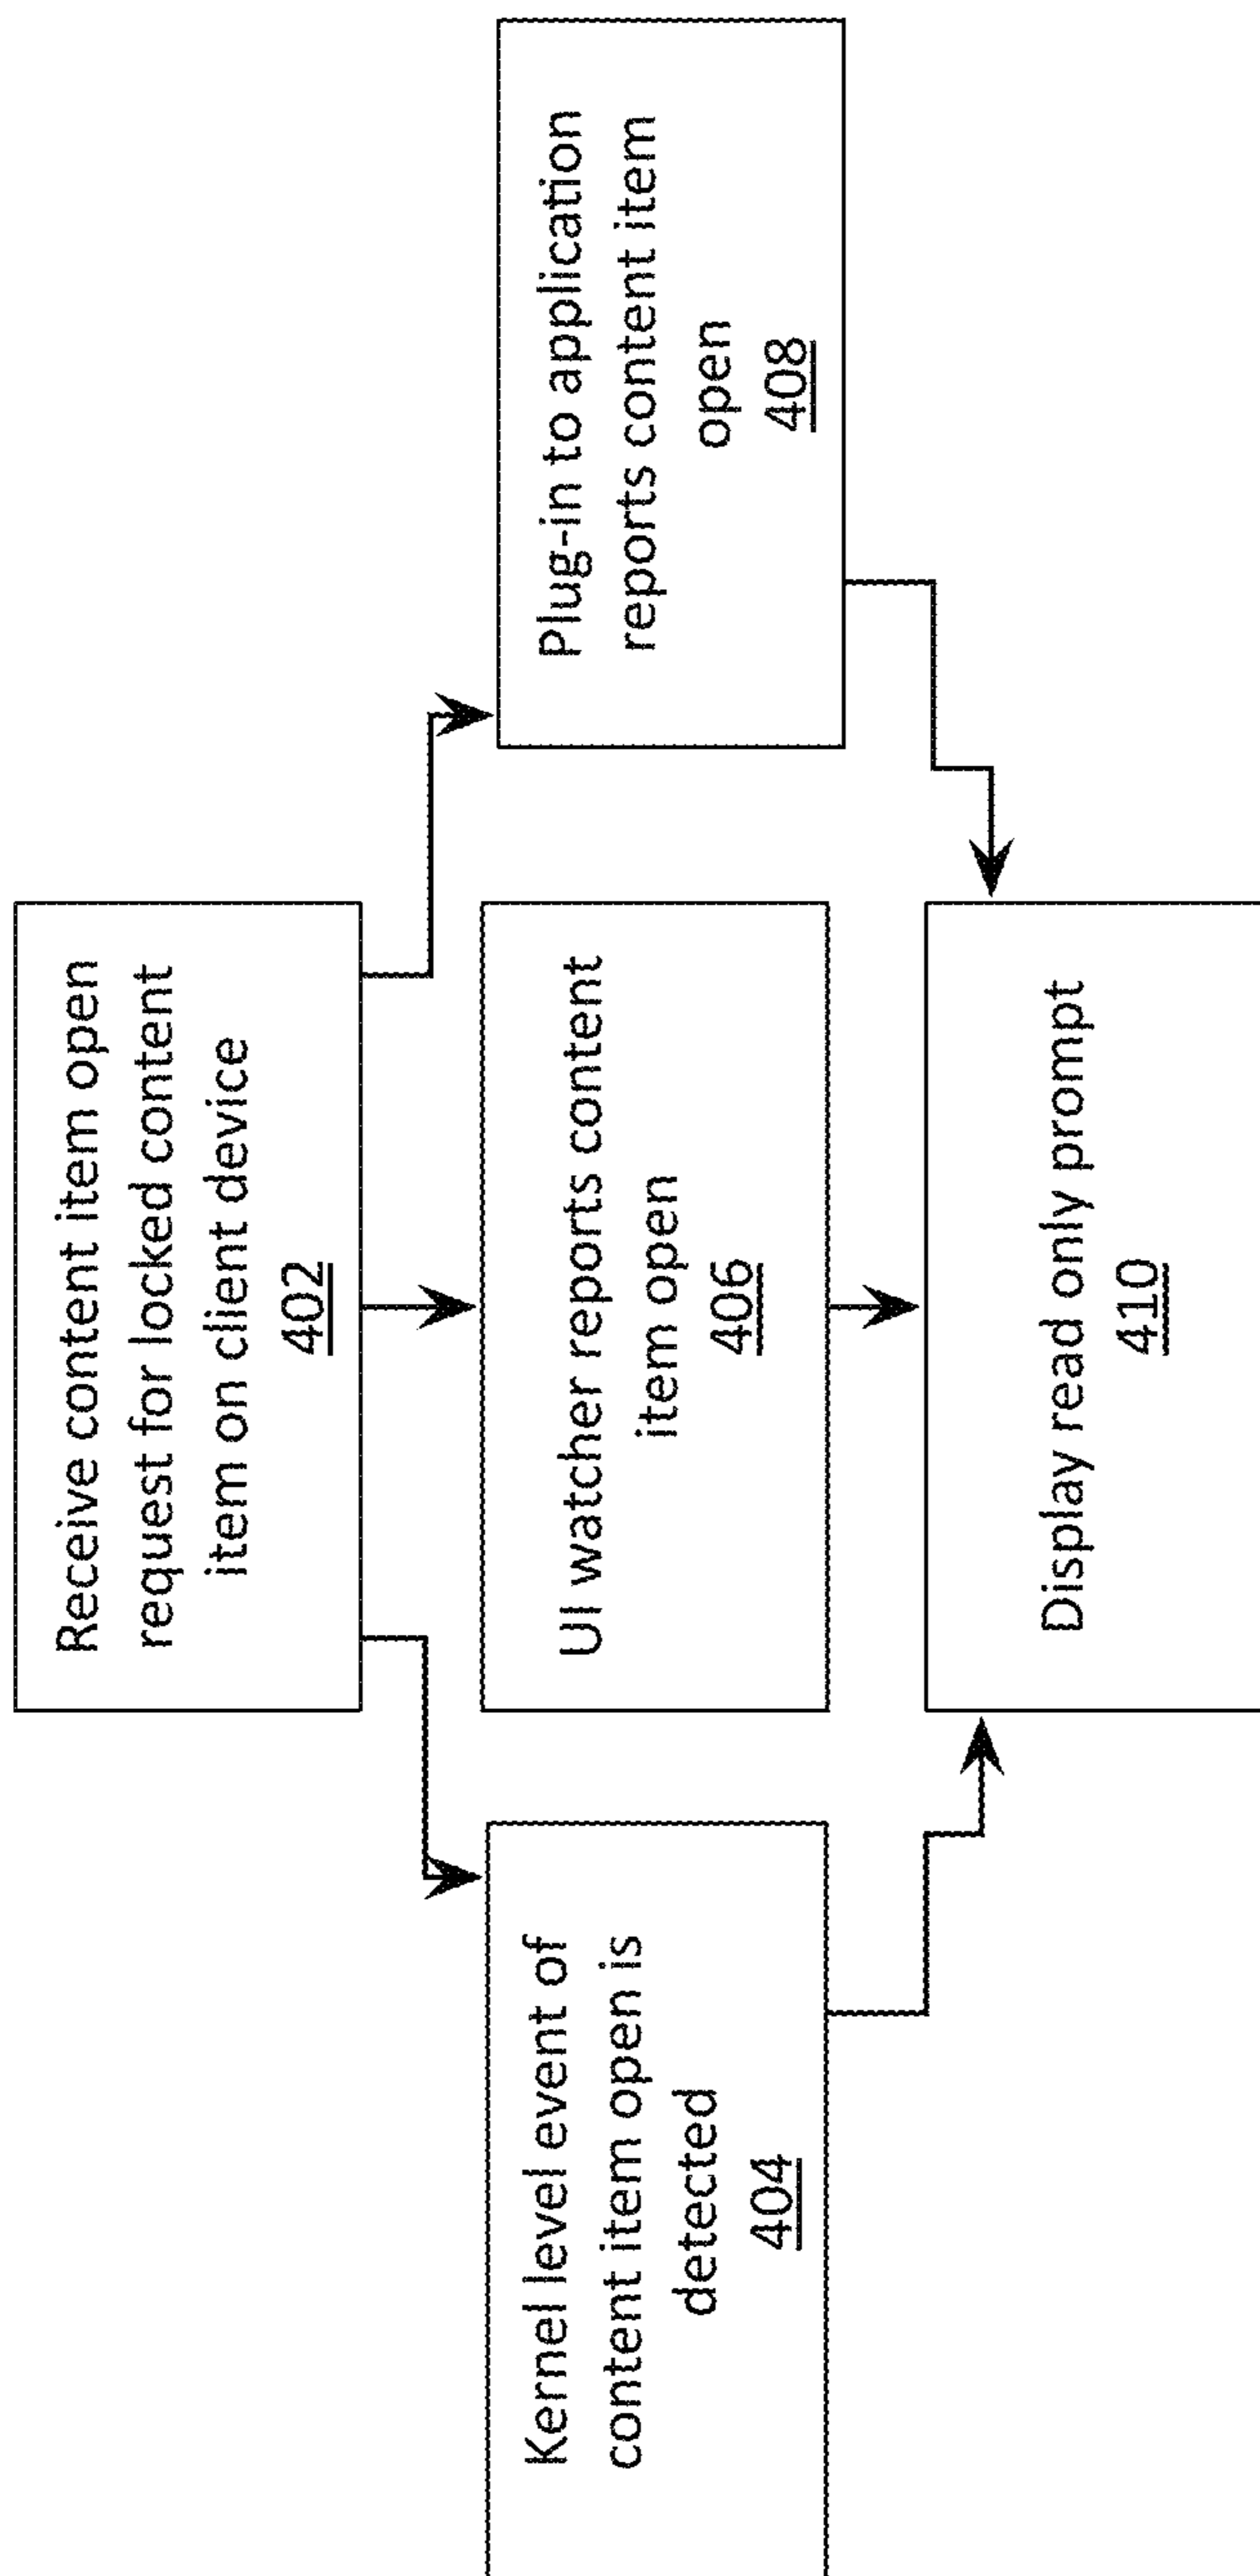 Receive content item open
request for locked content
item on client device
402
Kernel level event of
content item open is
detected
404
UI watcher reports content
item open
406
Plug-in to application
reports content item
open
408
Display read only prompt
410